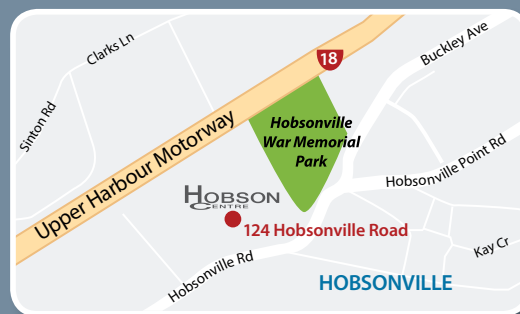 Clarks Ln
18
Buckley Ave
Sinton Rd
Upper Harbour Motorway
Hobsonville
War Memorial
Park
Hobsonville Point Rd
HOBSON
CENTRE
124 Hobsonville Road
Kay Cr
Hobsonville Rd
HOBSONVILLE